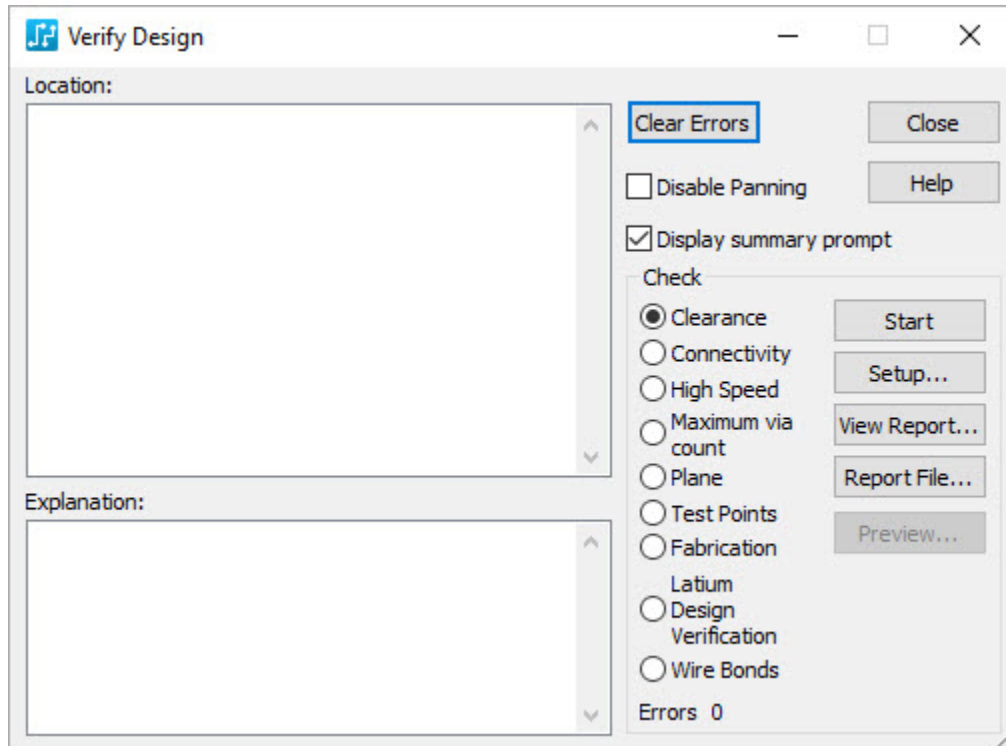 Verify Design
Location:
Clear Errors
Close
Disable Panning
Help
Display summary prompt
Check
Clearance
Start
Connectivity
Setup...
High Speed
Maximum via
count
View Report...
Plane
Report File...
Explanation:
Test Points
Preview...
Fabrication
Latium
Design
Verification
Wire Bonds
Errors 0